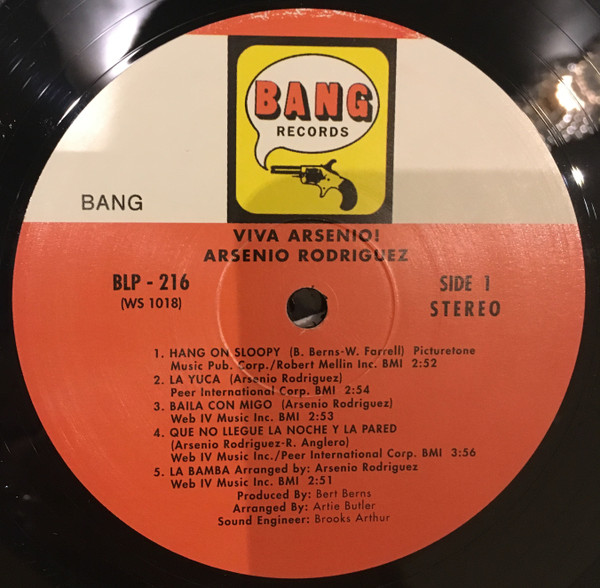 BANG
RECORDS
BANG
VIVA ARSENIO!
ARSENIO RODRIGUEZ
BLP - 216
(WS 1018)
SIDE 1
STEREO
1. HANG ON SLOOPY (B. Berns-W. Farrell) Picturetone
Music Pub. Corp./Robert Mellin Inc. BMI 2:52
2. LA YUCA (Arsenio Rodriguez)
Peer International Corp. BMI 2:54
3. BAILA CON MIGO (Arsenio Rodriguez)
Web IV Music Inc. BMI 2:53
4. QUE NO LLEGUE LA NOCHE Y LA PARED
(Arsenio Rodriguez-R. Anglero)
Web IV Music Inc./Peer International Corp. BMI 3:56
5. LA BAMBA Arranged by: Arsenio Rodriguez
Web IV Music Inc. BMI 2:51
Produced By: Bert Berns
Arranged By: Artie Butler
Sound Engineer: Brooks Arthur